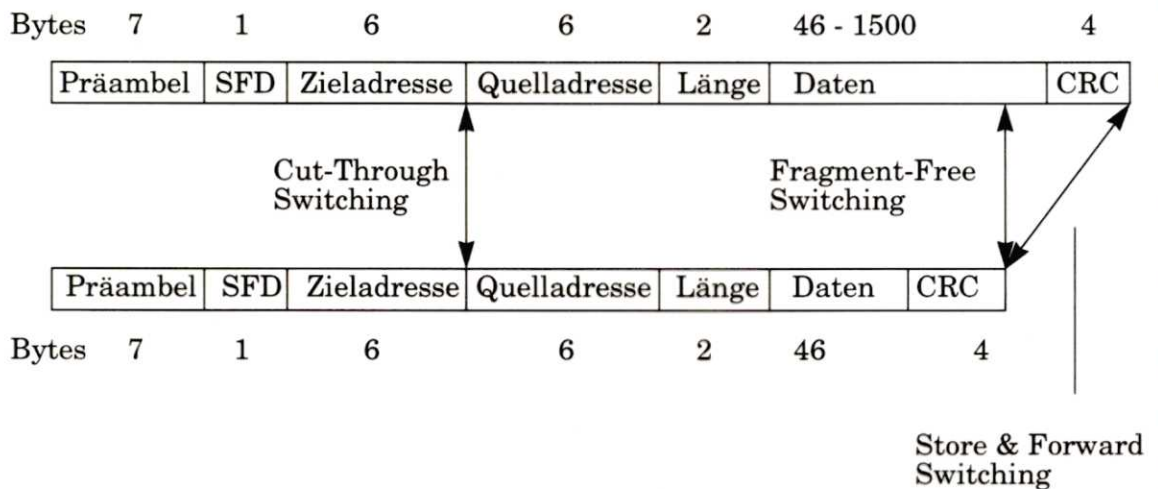 Bytes 7 1 6 6 2 46 - 1500 4
Präambel SFD Zieladresse Quelladresse Länge Daten CRC
Cut-Through
Switching
Fragment-Free
Switching
Präambel SFD Zieladresse Quelladresse Länge Daten CRC
Bytes 7 1 6 6 2 46 4
Store & Forward
Switching